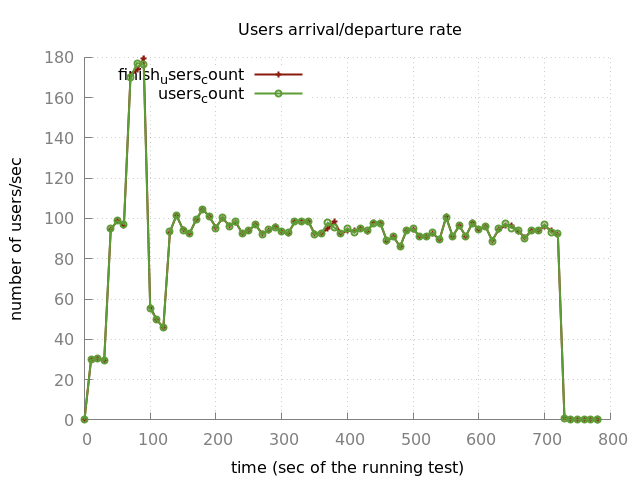 Users arrival/departure rate
number of users/sec
180
160
140
120
100
80
60
40
20
0
finish_users_count
users_count
0 100 200 300 400 500 600 700 800
time (sec of the running test)